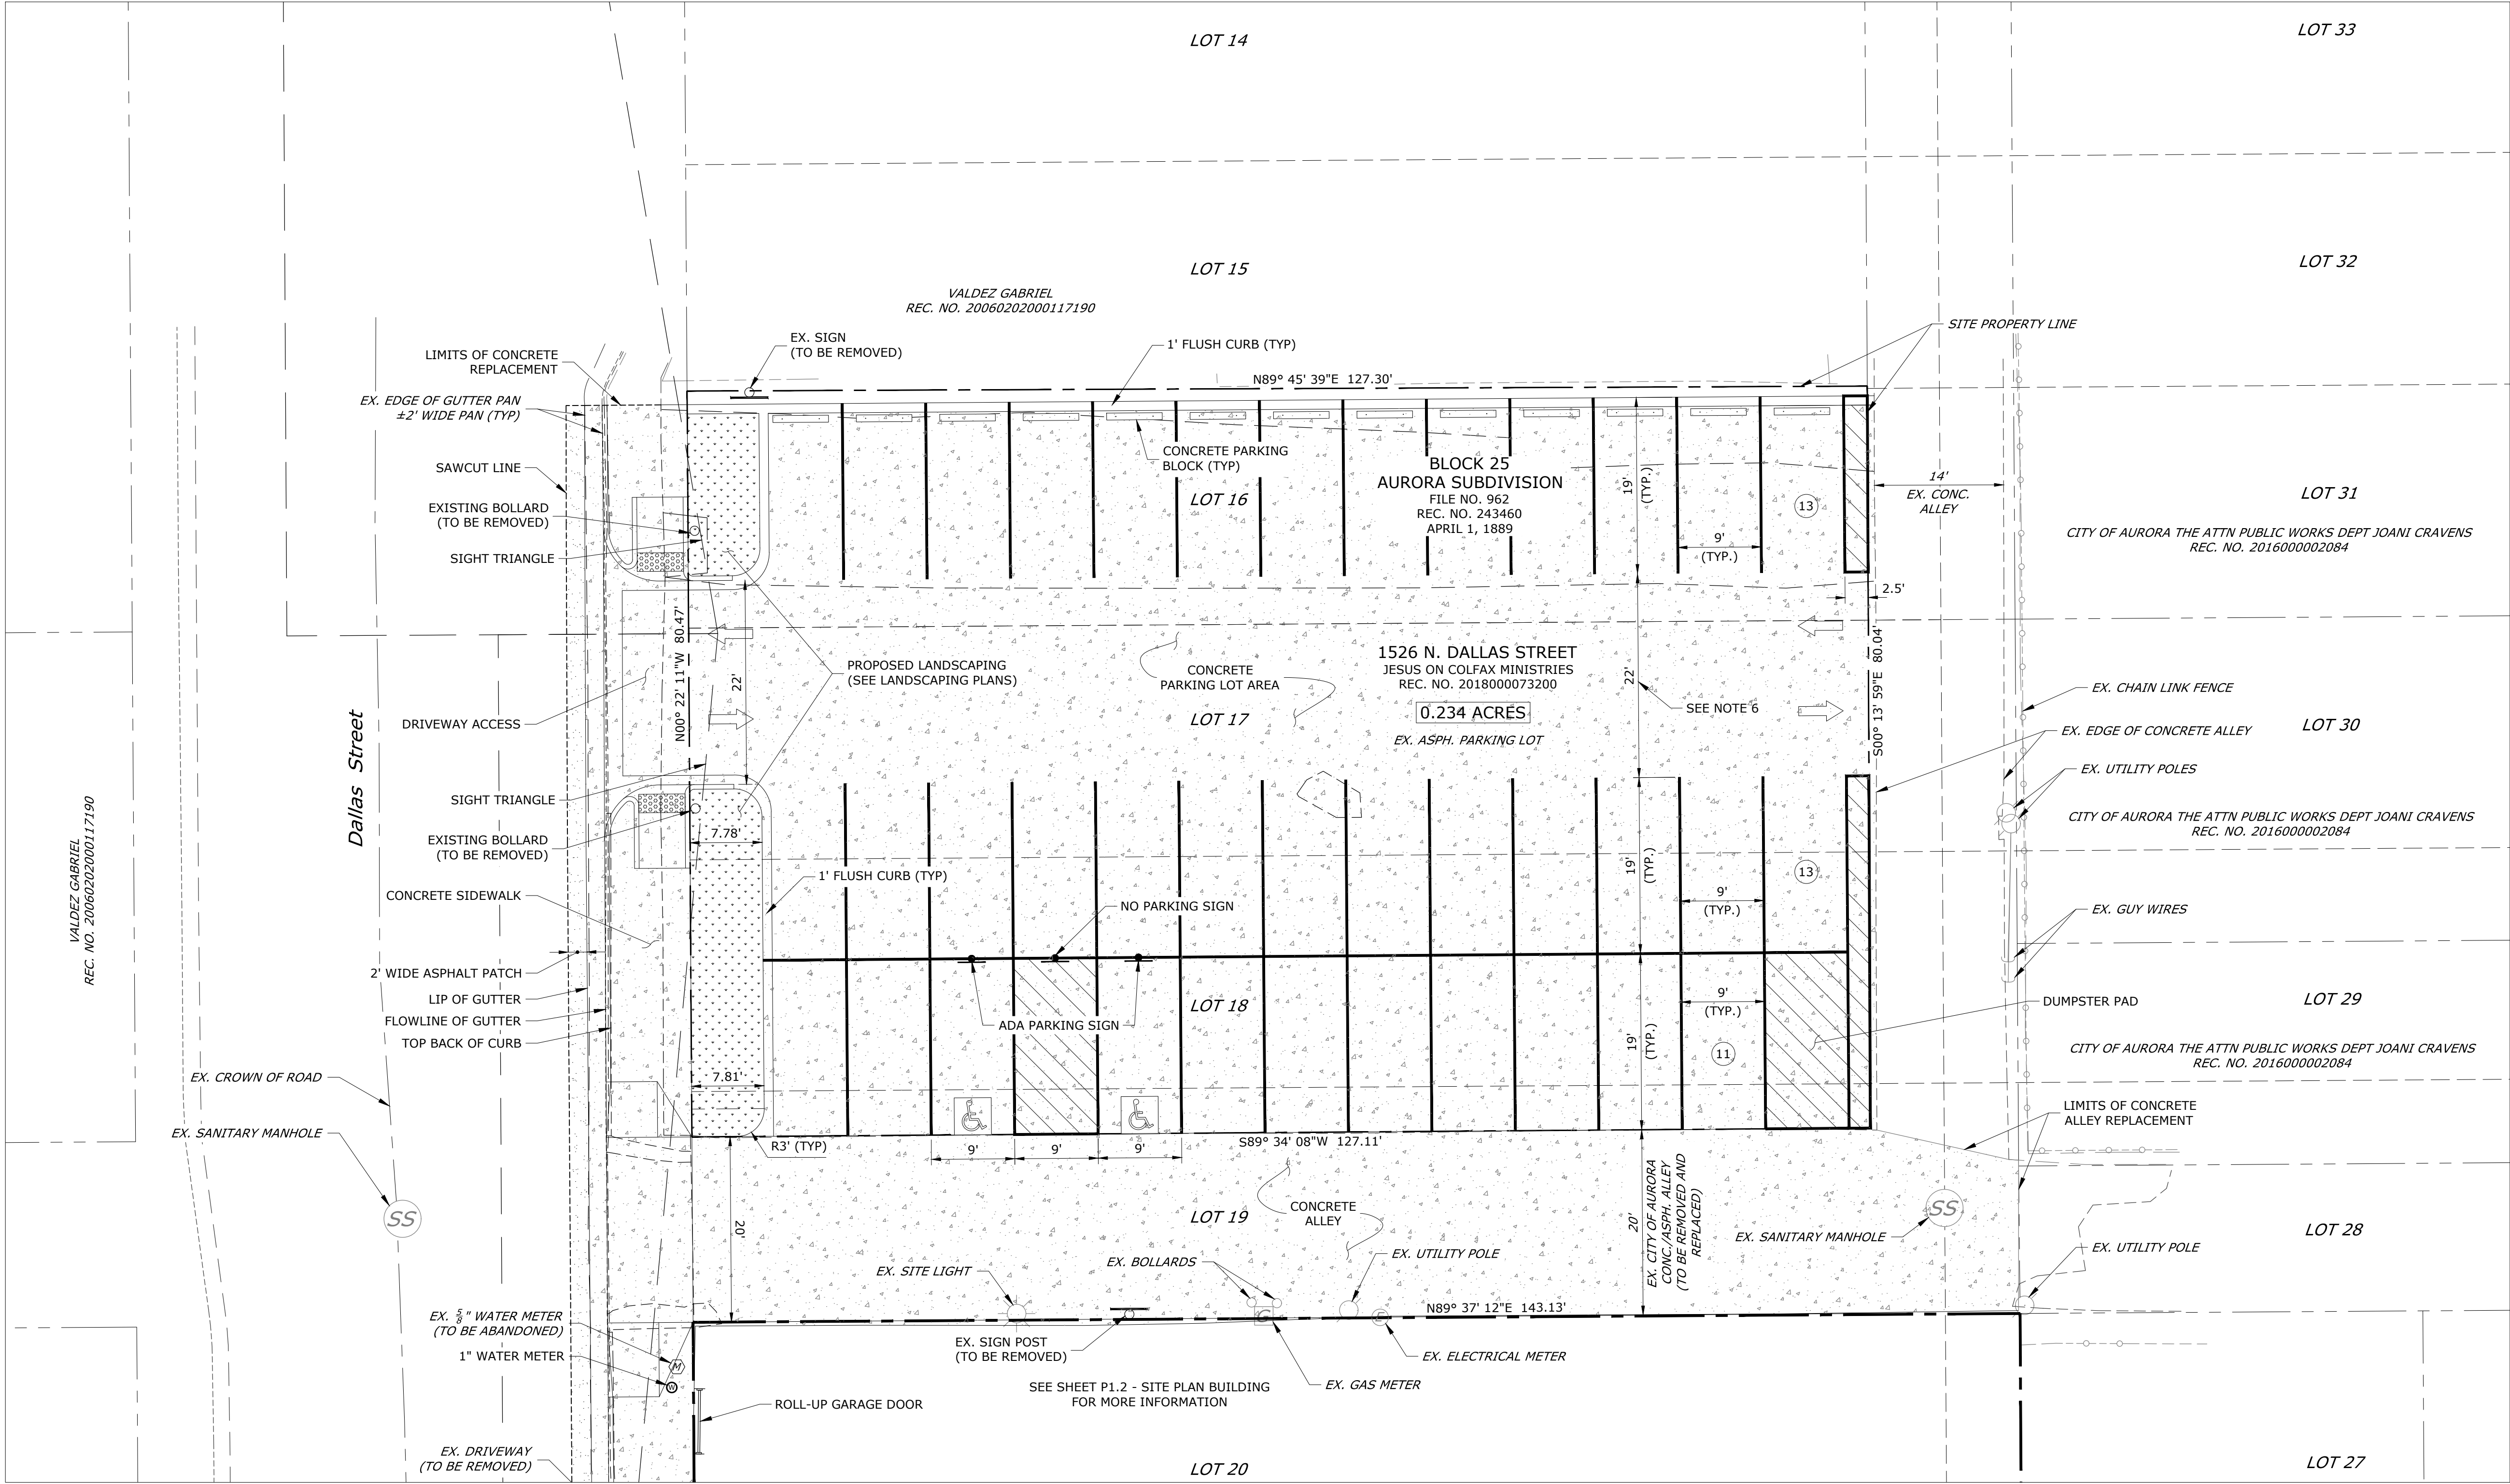 LOT 14
LOT 33
LOT 15
LOT 32
VALDEZ GABRIEL
REC. NO. 20060202000117190
SITE PROPERTY LINE
EX. SIGN
(TO BE REMOVED)
1' FLUSH CURB (TYP)
LIMITS OF CONCRETE
REPLACEMENT
N89° 45' 39"E 127.30'
EX. EDGE OF GUTTER PAN
±2' WIDE PAN (TYP)
SAWCUT LINE
CONCRETE PARKING
BLOCK (TYP)
BLOCK 25
AURORA SUBDIVISION
FILE NO. 962
REC. NO. 243460
APRIL 1, 1889
LOT 16
19'
(TYP.)
13
14'
EX. CONC.
ALLEY
LOT 31
CITY OF AURORA THE ATTN PUBLIC WORKS DEPT JOANI CRAVENS
REC. NO. 2016000002084
EXISTING BOLLARD
(TO BE REMOVED)
SIGHT TRIANGLE
9'
(TYP.)
2.5'
N00° 22' 11"W 80.47'
22'
PROPOSED LANDSCAPING
(SEE LANDSCAPING PLANS)
CONCRETE
PARKING LOT AREA
1526 N. DALLAS STREET
JESUS ON COLFAX MINISTRIES
REC. NO. 2018000073200
0.234 ACRES
EX. ASPH. PARKING LOT
22'
SEE NOTE 6
S00° 13' 59"E 80.04'
EX. CHAIN LINK FENCE
DRIVEWAY ACCESS
LOT 17
LOT 30
EX. EDGE OF CONCRETE ALLEY
Dallas Street
EX. UTILITY POLES
SIGHT TRIANGLE
7.78'
CITY OF AURORA THE ATTN PUBLIC WORKS DEPT JOANI CRAVENS
REC. NO. 2016000002084
EXISTING BOLLARD
(TO BE REMOVED)
VALDEZ GABRIEL
REC. NO. 20060202000117190
1' FLUSH CURB (TYP)
19'
(TYP.)
13
9'
(TYP.)
CONCRETE SIDEWALK
NO PARKING SIGN
EX. GUY WIRES
2' WIDE ASPHALT PATCH
LIP OF GUTTER
FLOWLINE OF GUTTER
TOP BACK OF CURB
LOT 18
ADA PARKING SIGN
9'
(TYP.)
19'
(TYP.)
11
DUMPSTER PAD
LOT 29
CITY OF AURORA THE ATTN PUBLIC WORKS DEPT JOANI CRAVENS
REC. NO. 2016000002084
EX. CROWN OF ROAD
7.81'
LIMITS OF CONCRETE
ALLEY REPLACEMENT
EX. SANITARY MANHOLE
R3' (TYP)
9'
9'
9'
S89° 34' 08"W 127.11'
SS
20'
LOT 19
CONCRETE
ALLEY
20'
EX. CITY OF AURORA
CONC./ASPH. ALLEY
(TO BE REMOVED AND
REPLACED)
EX. SANITARY MANHOLE
SS
LOT 28
EX. UTILITY POLE
EX. SITE LIGHT
EX. BOLLARDS
EX. UTILITY POLE
N89° 37' 12"E 143.13'
G
E
EX. 5/8" WATER METER
(TO BE ABANDONED)
1" WATER METER
M
W
EX. SIGN POST
(TO BE REMOVED)
EX. ELECTRICAL METER
EX. GAS METER
SEE SHEET P1.2 - SITE PLAN BUILDING
FOR MORE INFORMATION
ROLL-UP GARAGE DOOR
EX. DRIVEWAY
(TO BE REMOVED)
LOT 20
LOT 27